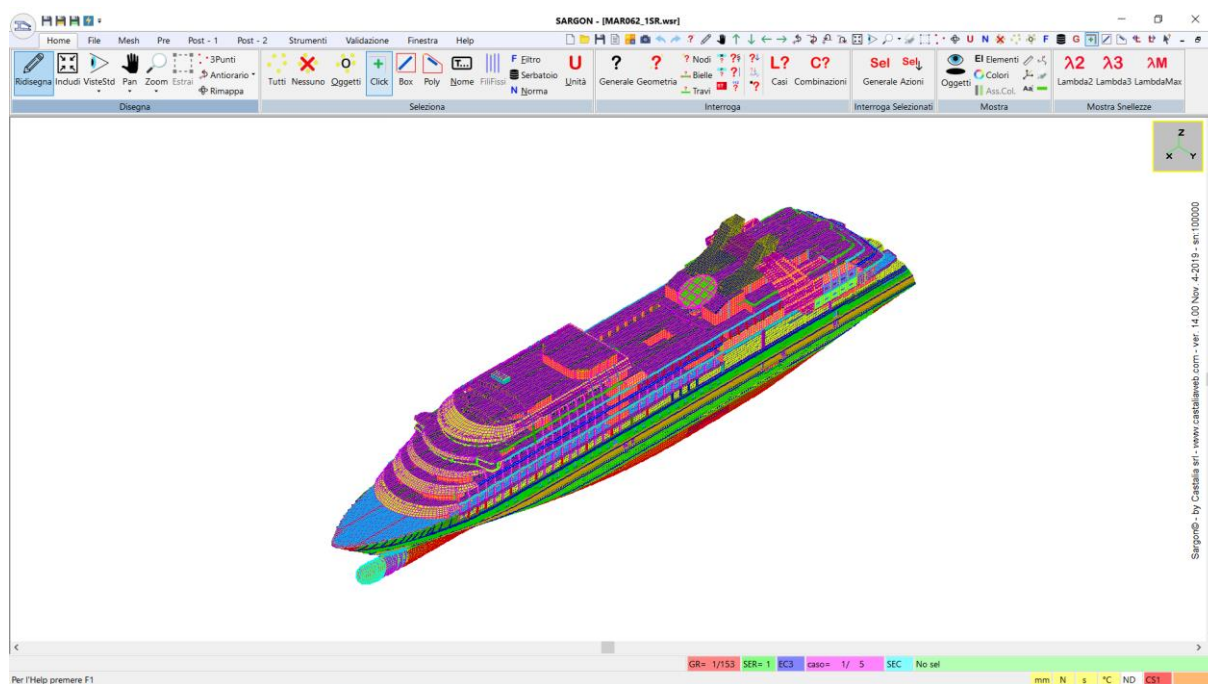 SARGON - [MAR062_1SR.wsr]
Home File Mesh Pre Post - 1 Post - 2 Strumenti Validazione Finestra Help
Ridisegna Includi VisteStd Pan Zoom Estrai
3Punti
Antiorario
Rimappa
Disegna
Tutti Nessuno Oggetti Click Box Poly Nome FiliFissi
F Filtro
Serbatoio
N Norma
U Unità
Seleziona
? Generale ? Geometria
? Nodi
Bielle
Travi
L? Casi C? Combinazioni
Interroga
Sel Generale Sel Azioni
Interroga Selezionati
Oggetti
El Elementi
Colori
Ass.Col.
Mostra
λ2 Lambda2 λ3 Lambda3 λM LambdaMax
Mostra Snellezze
Z
X Y
Sargon© - by Castalia srl - www.castaliaweb.com - ver. 14.00 Nov. 4-2019 - sn:100000
GR= 1/153 SER= 1 EC3 caso= 1/ 5 SEC No sel
Per l'Help premere F1
mm N s °C ND CS1